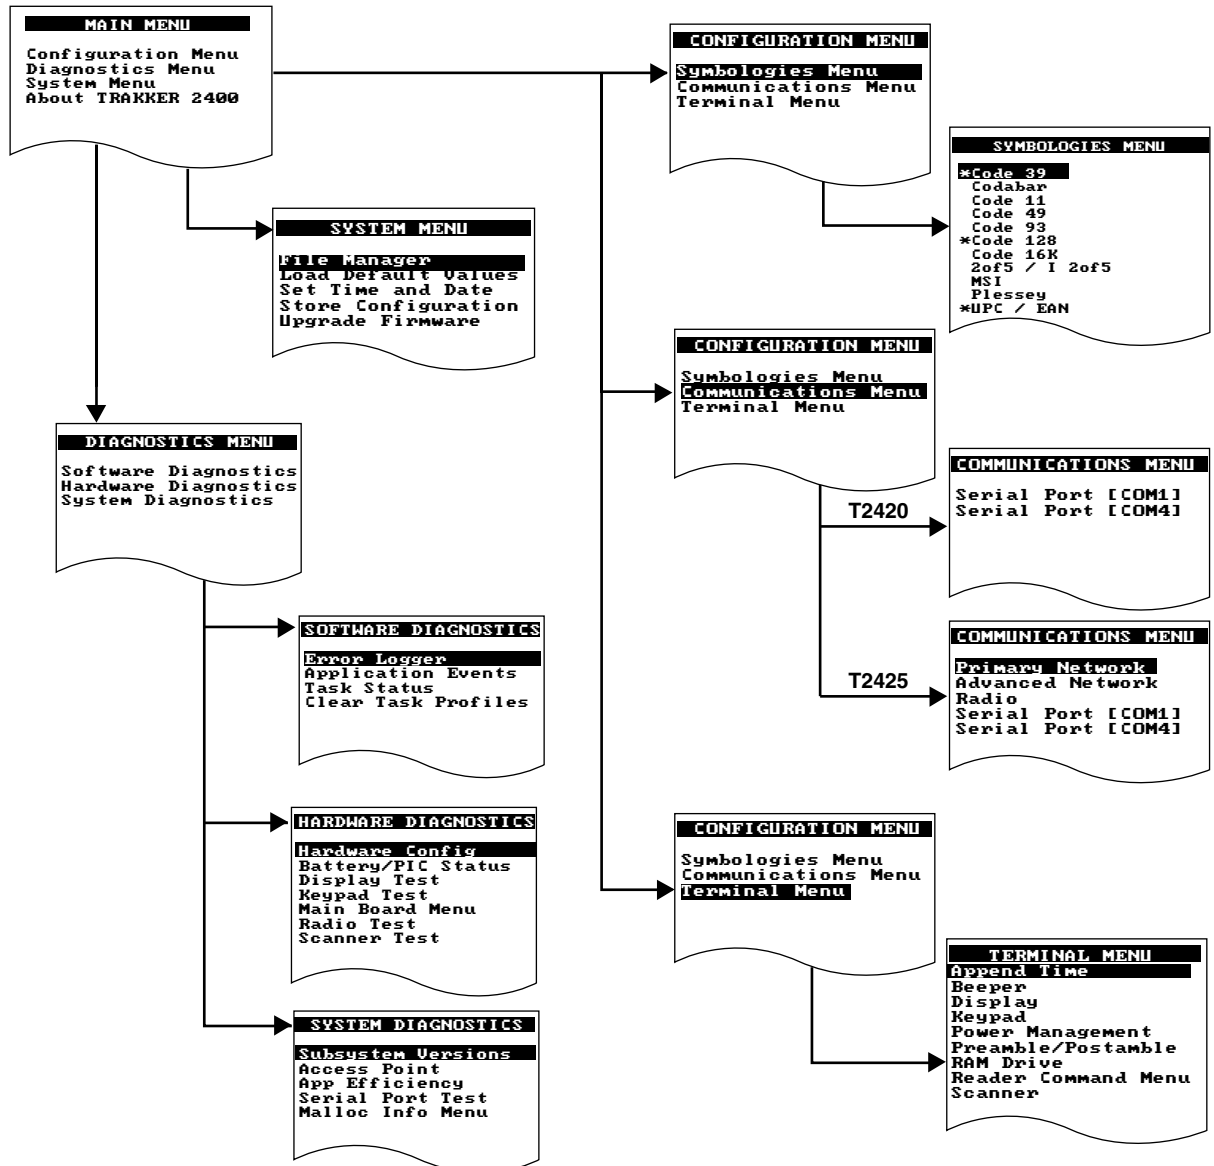 MAIN MENU
Configuration Menu
Diagnostics Menu
System Menu
About TRAKKER 2400
CONFIGURATION MENU
Symbologies Menu
Communications Menu
Terminal Menu
SYMBOLOGIES MENU
*Code 39
Codabar
Code 11
Code 49
Code 93
*Code 128
Code 16K
2of5 / I 2of5
MSI
Plessey
*UPC / EAN
SYSTEM MENU
File Manager
Load Default Values
Set Time and Date
Store Configuration
Upgrade Firmware
CONFIGURATION MENU
Symbologies Menu
Communications Menu
Terminal Menu
DIAGNOSTICS MENU
Software Diagnostics
Hardware Diagnostics
System Diagnostics
T2420
COMMUNICATIONS MENU
Serial Port [COM1]
Serial Port [COM4]
T2425
COMMUNICATIONS MENU
Primary Network
Advanced Network
Radio
Serial Port [COM1]
Serial Port [COM4]
SOFTWARE DIAGNOSTICS
Error Logger
Application Events
Task Status
Clear Task Profiles
HARDWARE DIAGNOSTICS
Hardware Config
Battery/PIC Status
Display Test
Keypad Test
Main Board Menu
Radio Test
Scanner Test
CONFIGURATION MENU
Symbologies Menu
Communications Menu
Terminal Menu
TERMINAL MENU
Append Time
Beeper
Display
Keypad
Power Management
Preamble/Postamble
RAM Drive
Reader Command Menu
Scanner
SYSTEM DIAGNOSTICS
Subsystem Versions
Access Point
App Efficiency
Serial Port Test
Malloc Info Menu